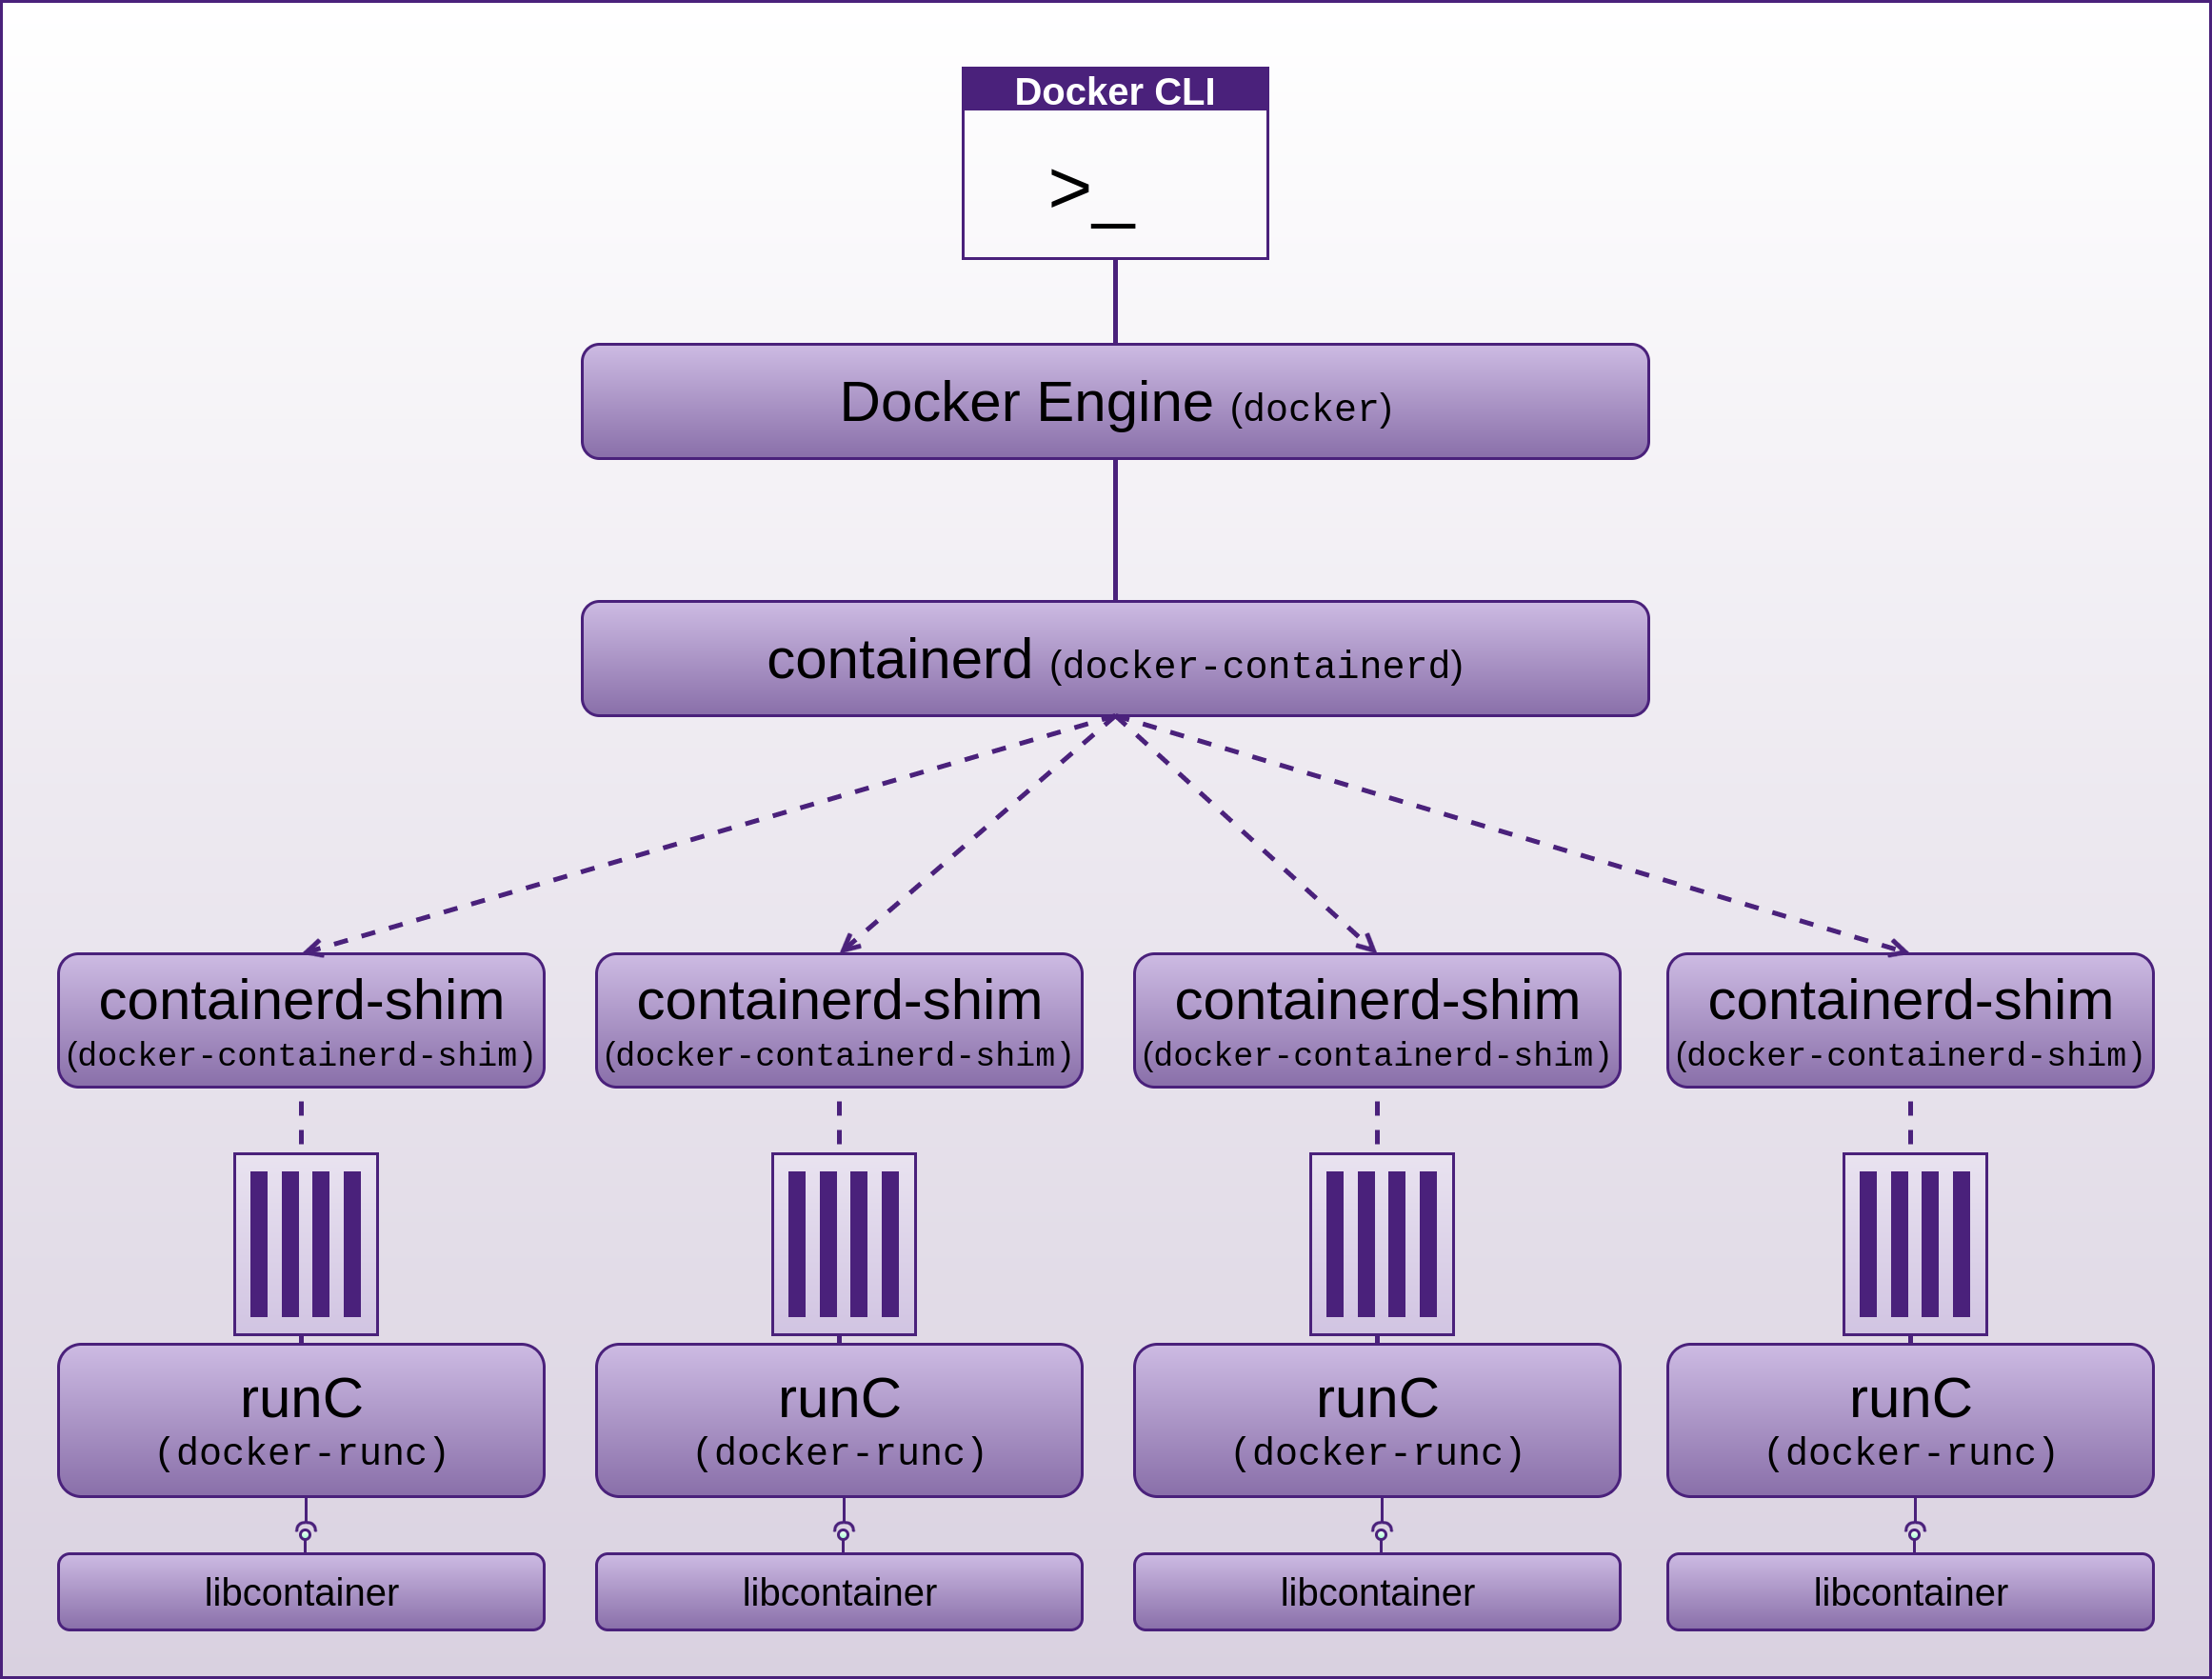 Docker CLI
>_
Docker Engine (docker)
containerd (docker-containerd)
containerd-shim
(docker-containerd-shim)
containerd-shim
(docker-containerd-shim)
containerd-shim
(docker-containerd-shim)
containerd-shim
(docker-containerd-shim)
runC
(docker-runc)
runC
(docker-runc)
runC
(docker-runc)
runC
(docker-runc)
libcontainer
libcontainer
libcontainer
libcontainer